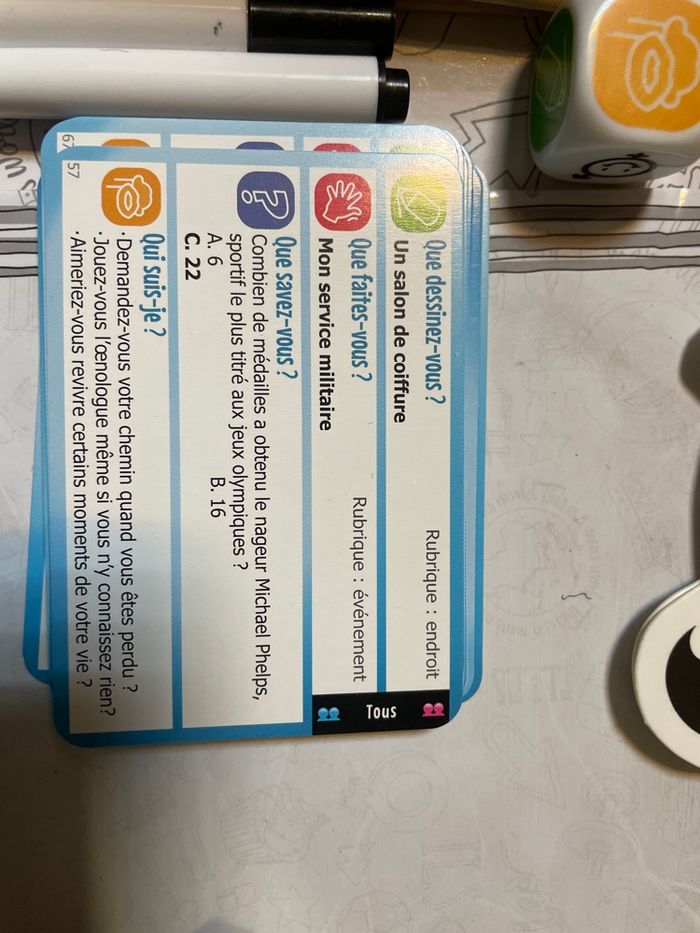 Que dessinez-vous ?
Rubrique : endroit
Un salon de coiffure
Que faites-vous ?
Rubrique : événement
Mon service militaire
Tous
Que savez-vous ?
Combien de médailles a obtenu le nageur Michael Phelps,
sportif le plus titré aux jeux olympiques ?
A. 6 B. 16
C. 22
Qui suis-je ?
·Demandez-vous votre chemin quand vous êtes perdu ?
·Jouez-vous l'œnologue même si vous n'y connaissez rien?
·Aimeriez-vous revivre certains moments de votre vie ?
57
67